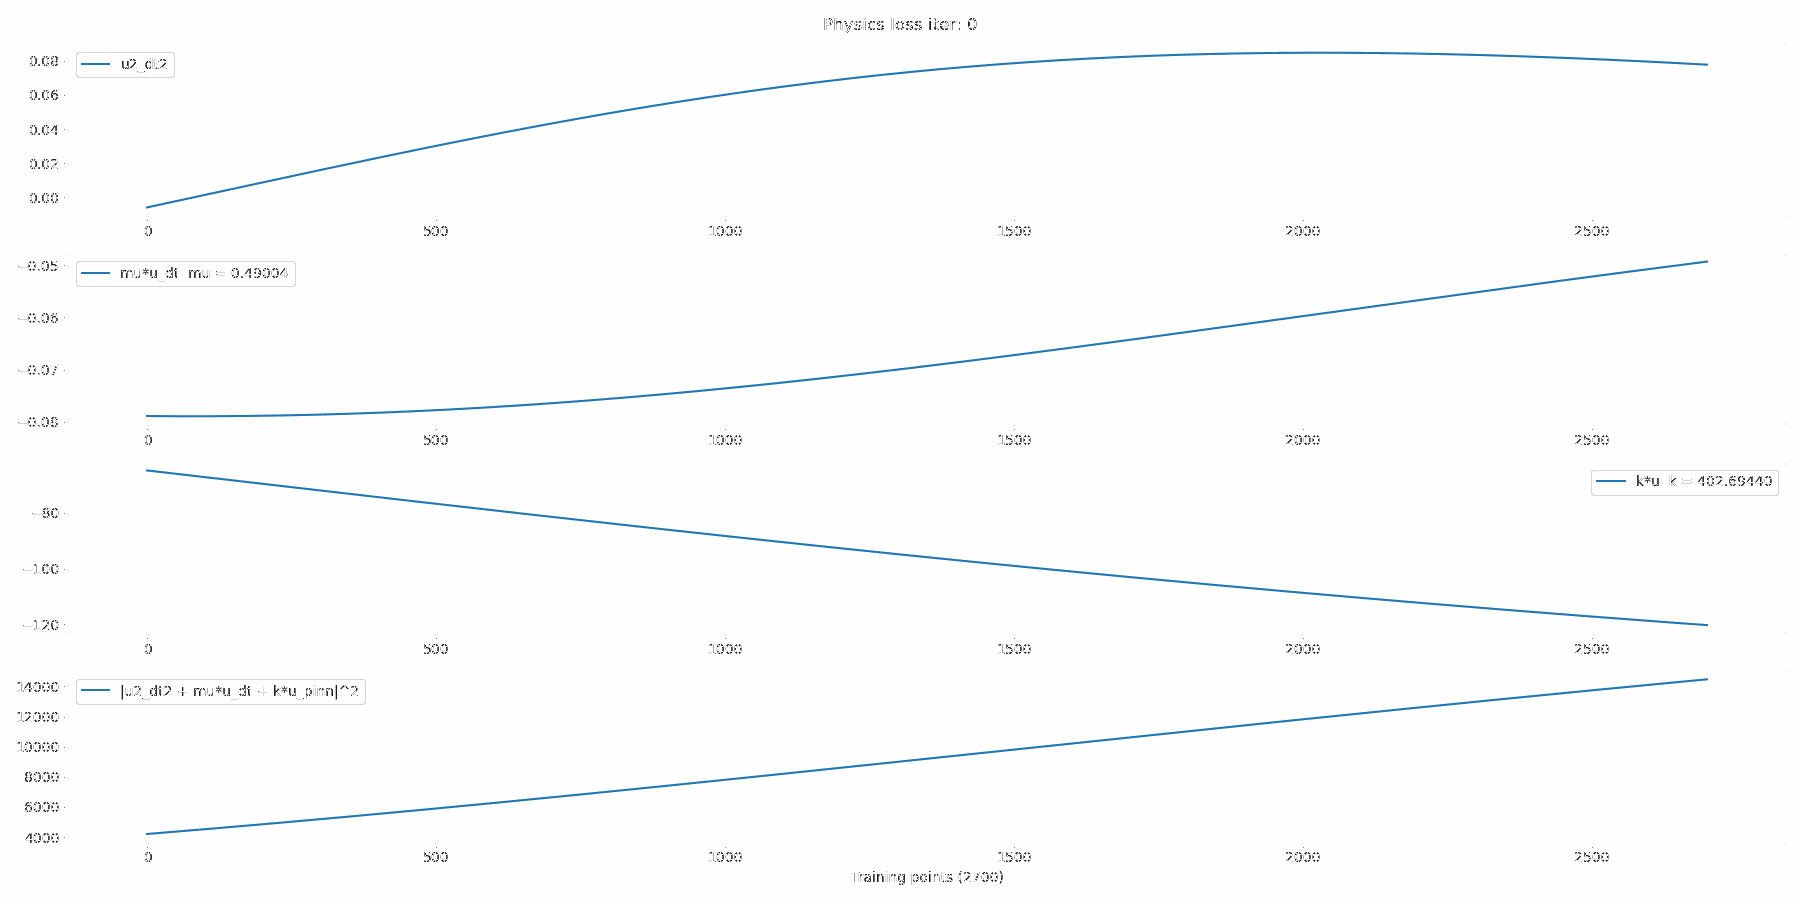 Physics loss iter: 0
u2_dt2
0.08
0.06
0.04
0.02
0.00
0 500 1000 1500 2000 2500
mu*u_dt mu = 0.49004
−0.05
−0.06
−0.07
−0.08
0 500 1000 1500 2000 2500
k*u k = 402.69440
−80
−100
−120
0 500 1000 1500 2000 2500
|u2_dt2 + mu*u_dt + k*u_pinn|^2
14000
12000
10000
8000
6000
4000
0 500 1000 1500 2000 2500
Training points (2700)